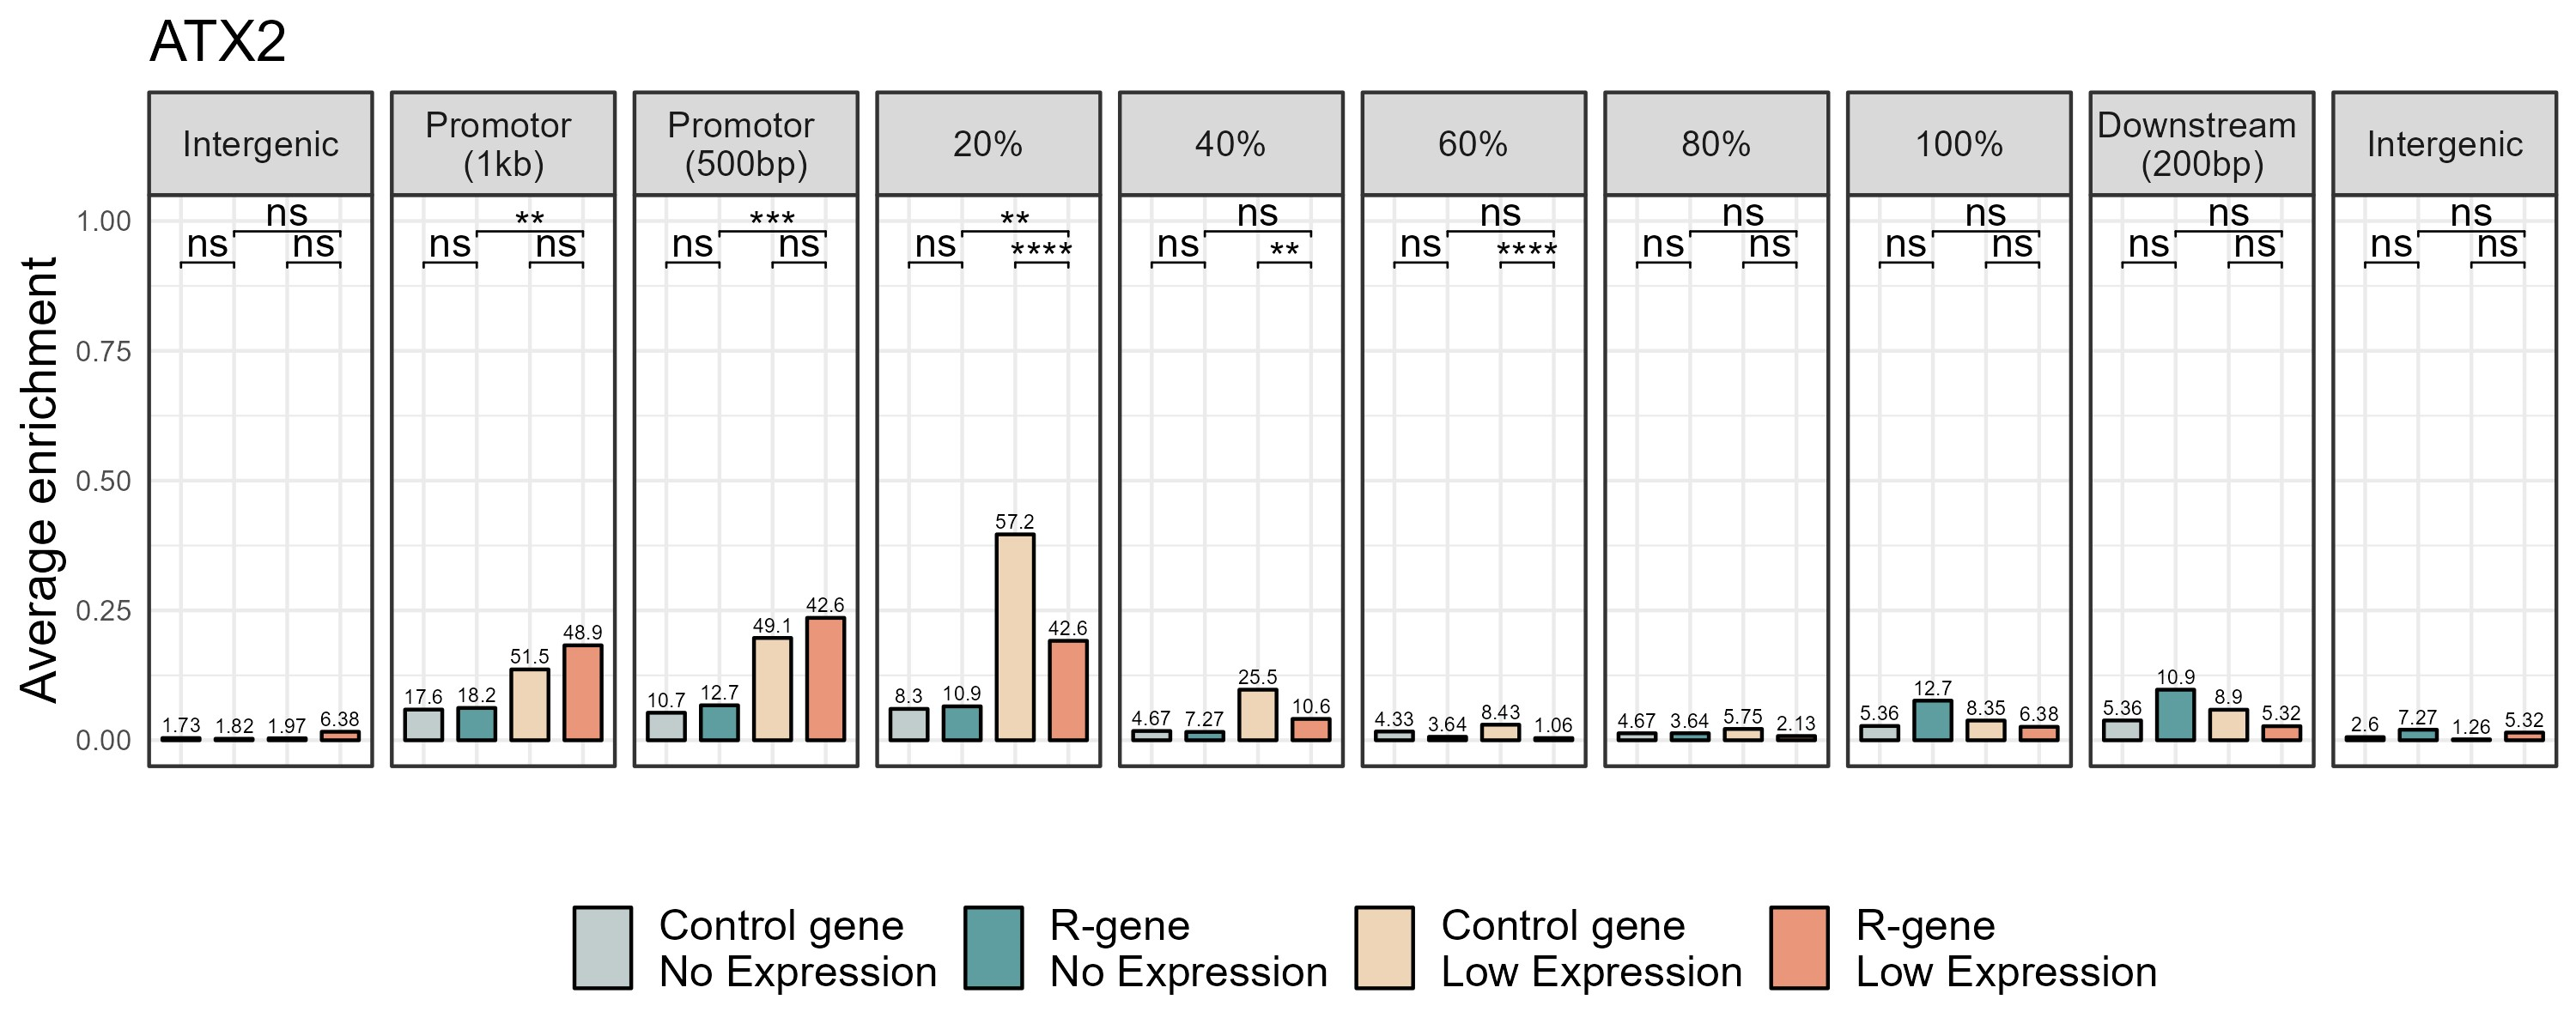 ATX2
Intergenic
Promotor
(1kb)
Promotor
(500bp)
20%
40%
60%
80%
100%
Downstream
(200bp)
Intergenic
Average enrichment
1.00
0.75
0.50
0.25
0.00
ns
ns
ns
1.73
1.82
1.97
6.38
**
ns
ns
17.6
18.2
51.5
48.9
***
ns
ns
10.7
12.7
49.1
42.6
**
ns
****
8.3
10.9
57.2
42.6
ns
ns
**
4.67
7.27
25.5
10.6
ns
ns
****
4.33
3.64
8.43
1.06
ns
ns
ns
4.67
3.64
5.75
2.13
ns
ns
ns
5.36
12.7
8.35
6.38
ns
ns
ns
5.36
10.9
8.9
5.32
ns
ns
ns
2.6
7.27
1.26
5.32
Control gene
No Expression
R-gene
No Expression
Control gene
Low Expression
R-gene
Low Expression